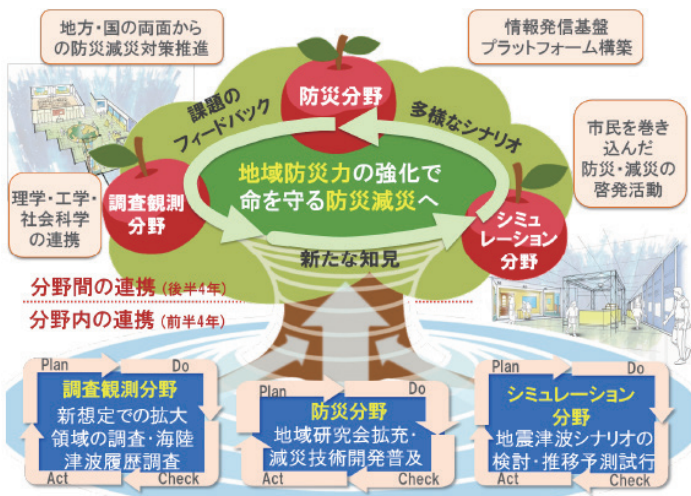 地方・国の両面から
の防災減災対策推進
情報発信基盤
プラットフォーム構築
課題の
フィードバック
防災分野
多様なシナリオ
市民を巻き
込んだ
防災・減災の
啓発活動
理学・工学・
社会科学
の連携
調査観測
分野
地域防災力の強化で
命を守る防災減災へ
シミュ
レーション
分野
新たな知見
分野間の連携 (後半4年)
分野内の連携 (前半4年)
Plan
Do
調査観測分野
新想定での拡大
領域の調査・海陸
津波履歴調査
Act
Check
Plan
Do
防災分野
地域研究会拡充・
減災技術開発普及
Act
Check
Plan
Do
シミュレーション
分野
地震津波シナリオの
検討・推移予測試行
Act
Check